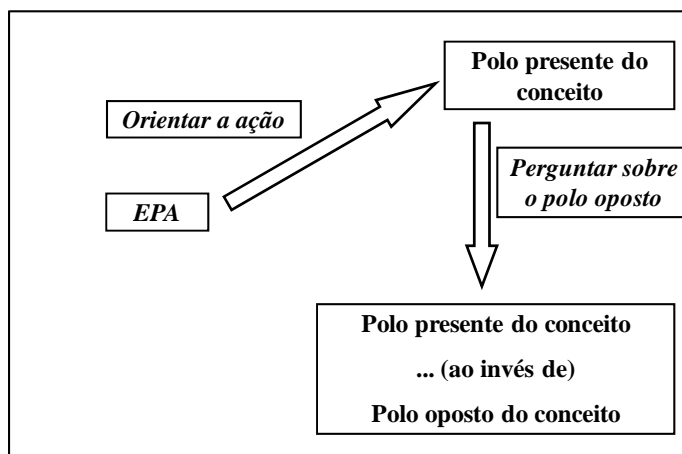 Polo presente do
conceito
Orientar a ação
Perguntar sobre
o polo oposto
EPA
Polo presente do conceito
... (ao invés de)
Polo oposto do conceito